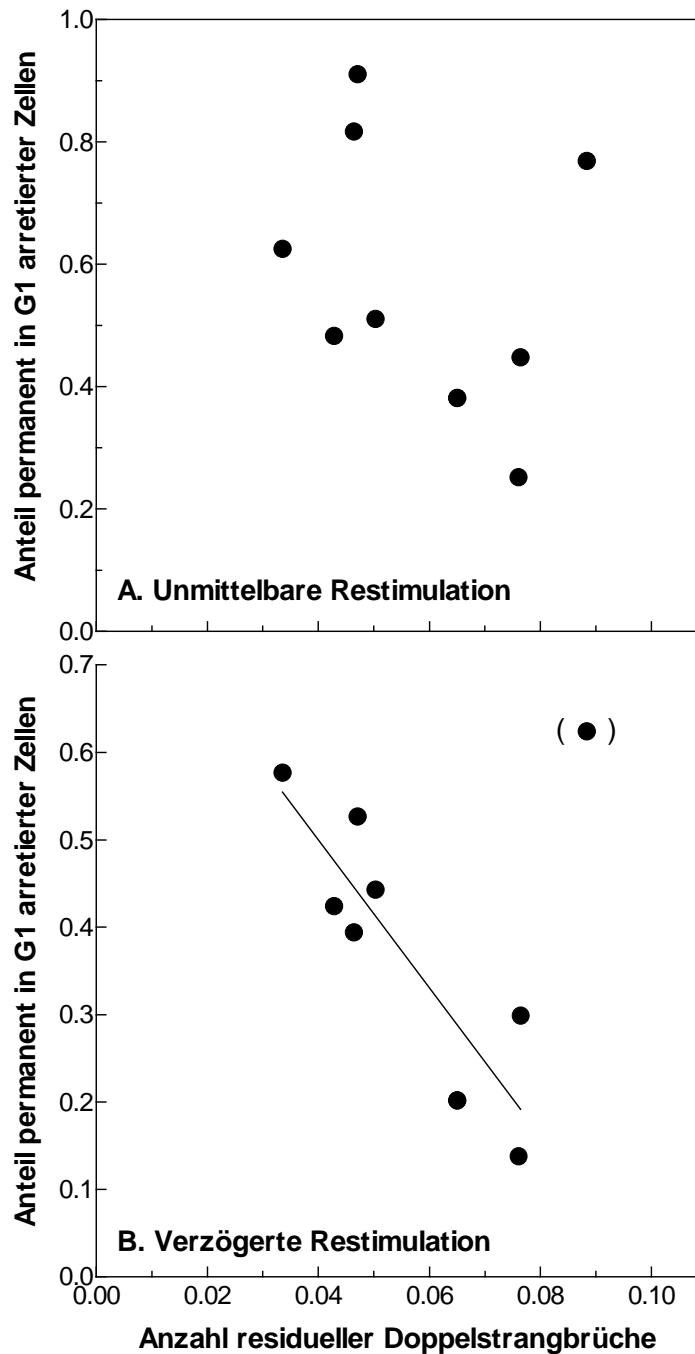 Anteil permanent in G1 arretierter Zellen
1.0
0.8
0.6
0.4
0.2
0.0
A. Unmittelbare Restimulation
Anteil permanent in G1 arretierter Zellen
0.7
0.6
0.5
0.4
0.3
0.2
0.1
0.0
( )
B. Verzögerte Restimulation
0.00 0.02 0.04 0.06 0.08 0.10
Anzahl residueller Doppelstrangbrüche